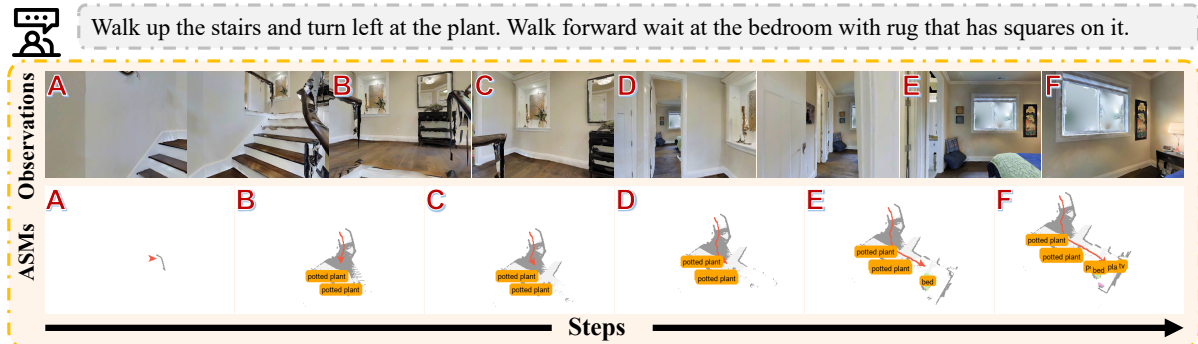 Walk up the stairs and turn left at the plant. Walk forward wait at the bedroom with rug that has squares on it.
Observations
A
B
C
D
E
F
ASMs
A
B
C
D
E
F
potted plant
potted plant
potted plant
potted plant
potted plant
potted plant
potted plant
potted plant
bed
potted plant
potted plant
bed
pla
tv
Steps